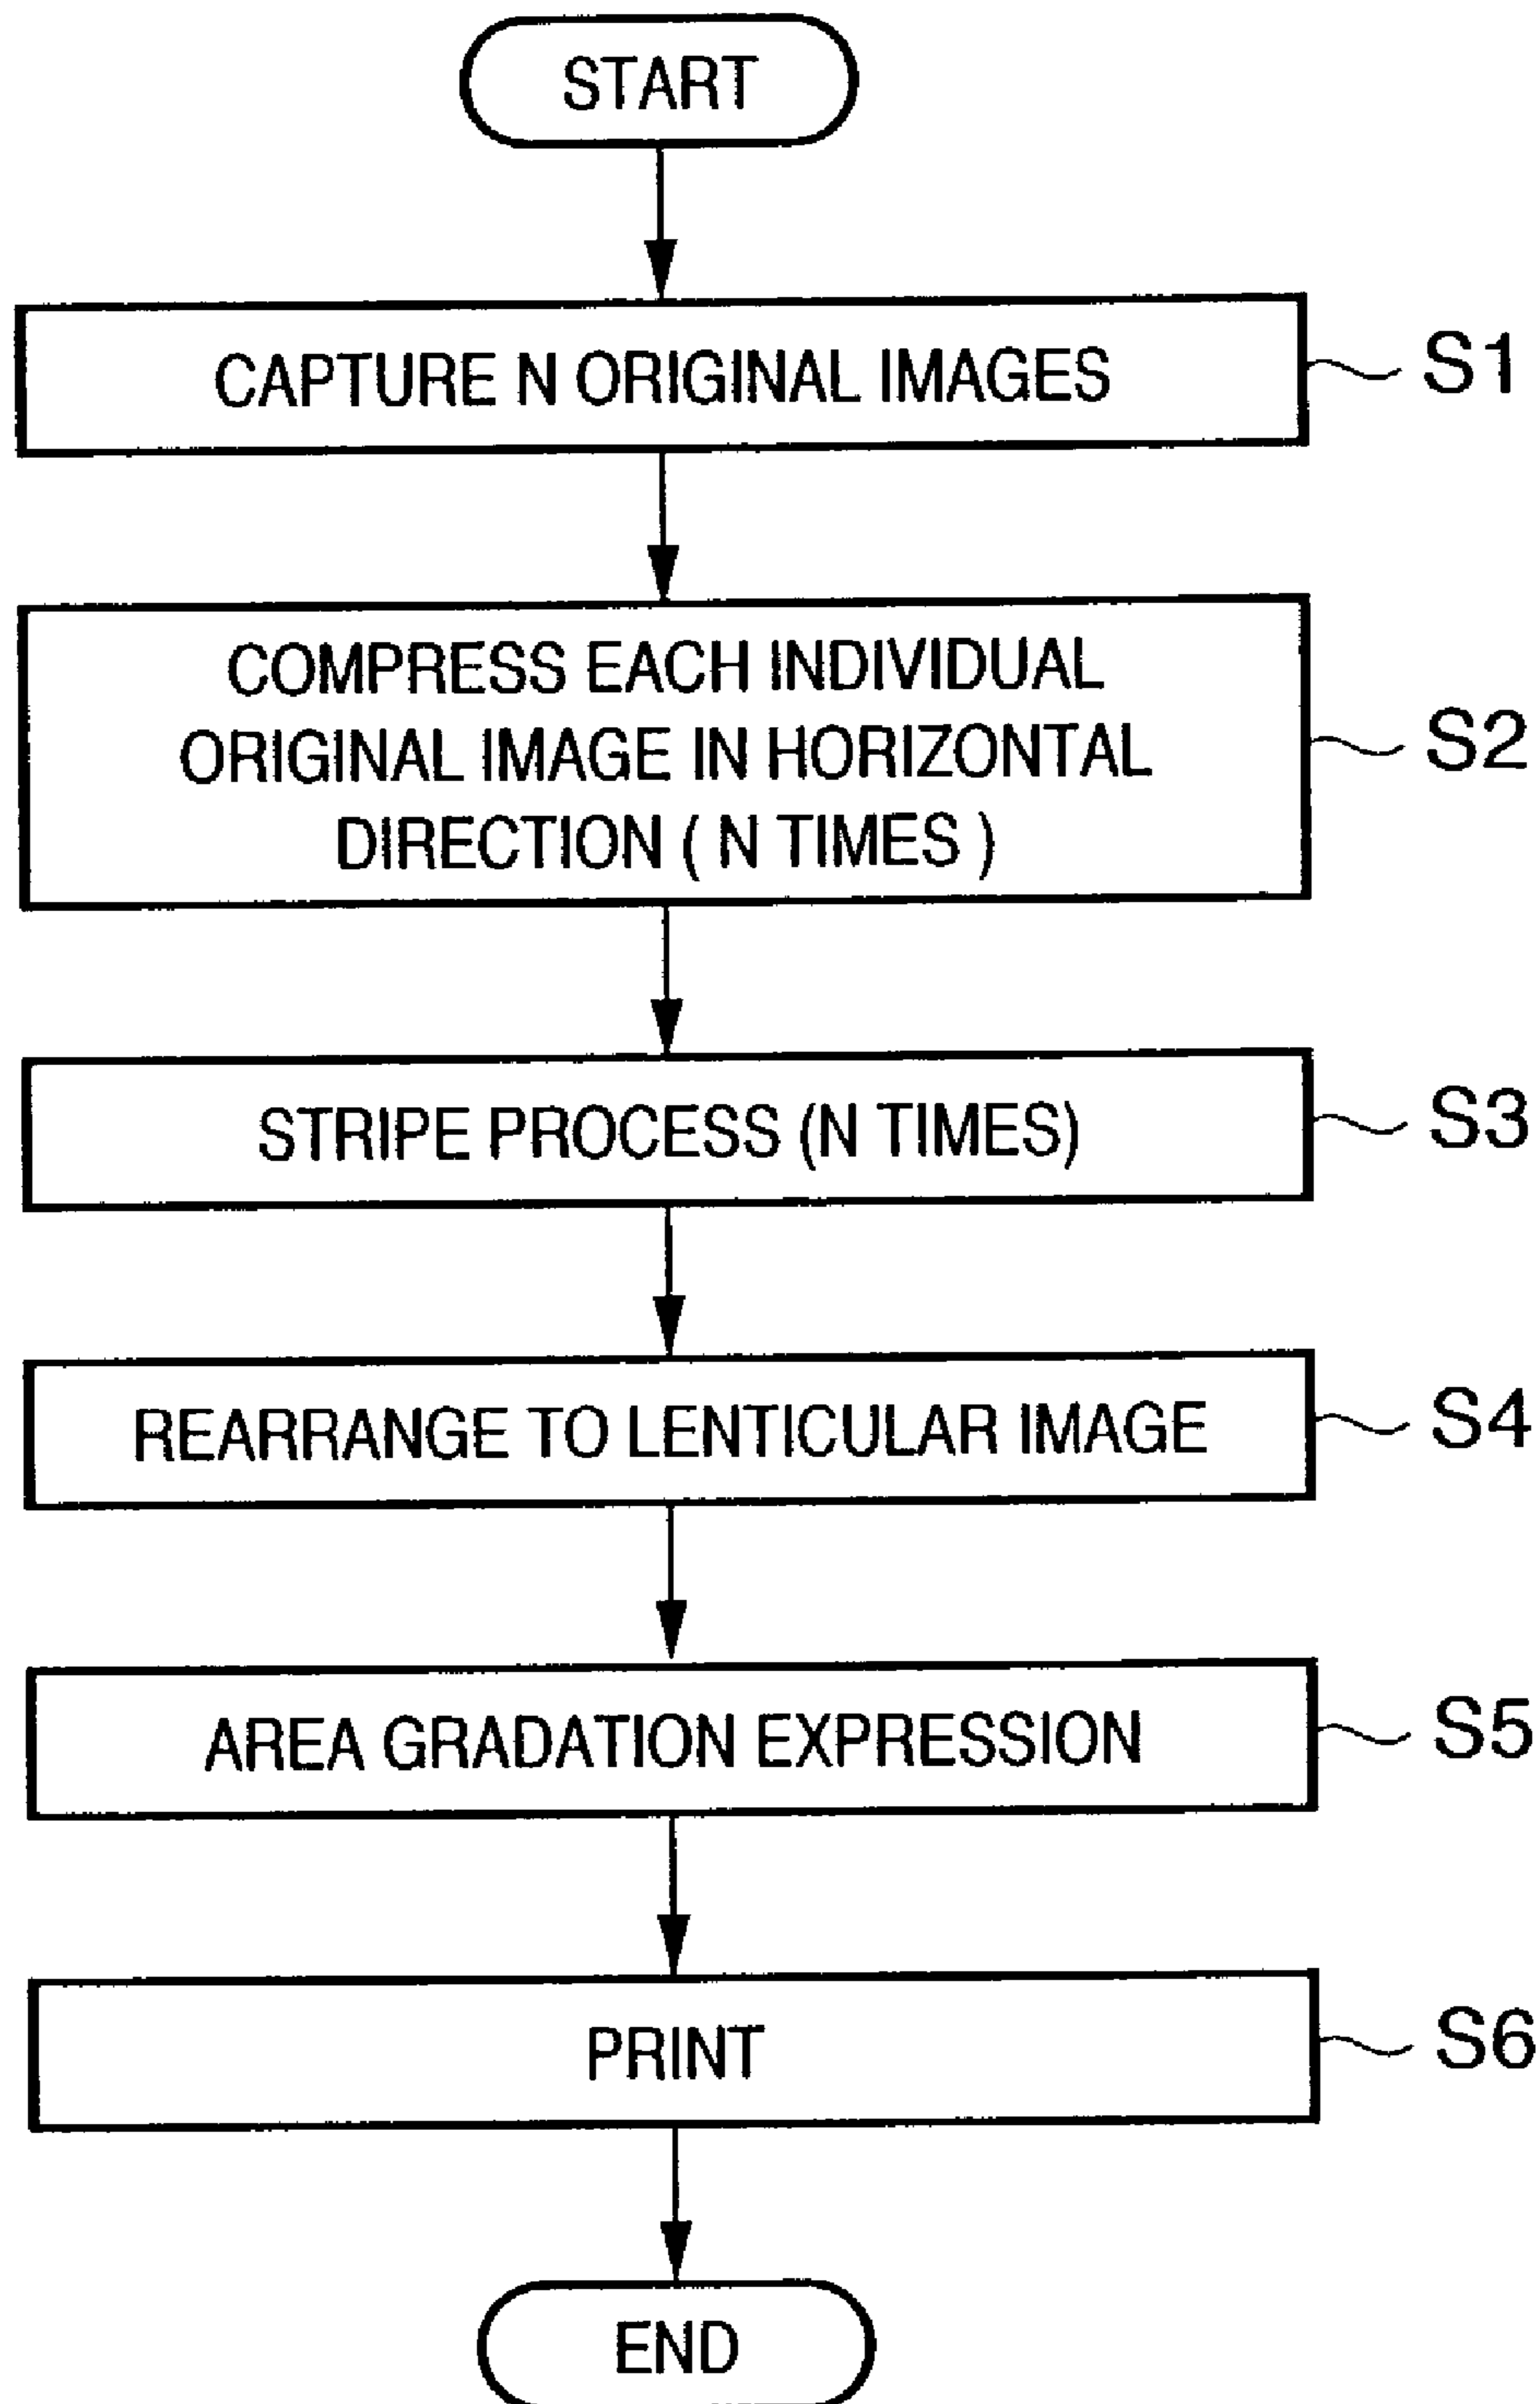 START
CAPTURE N ORIGINAL IMAGES
S1
COMPRESS EACH INDIVIDUAL
ORIGINAL IMAGE IN HORIZONTAL
DIRECTION ( N TIMES )
S2
STRIPE PROCESS (N TIMES)
S3
REARRANGE TO LENTICULAR IMAGE
S4
AREA GRADATION EXPRESSION
S5
PRINT
S6
END